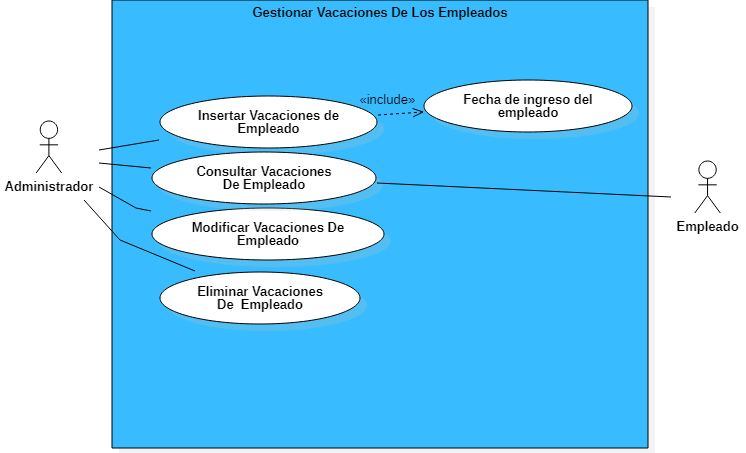 Gestionar Vacaciones De Los Empleados
«include»
Insertar Vacaciones de
Empleado
Fecha de ingreso del
empleado
Administrador
Consultar Vacaciones
De Empleado
Empleado
Modificar Vacaciones De
Empleado
Eliminar Vacaciones
De Empleado